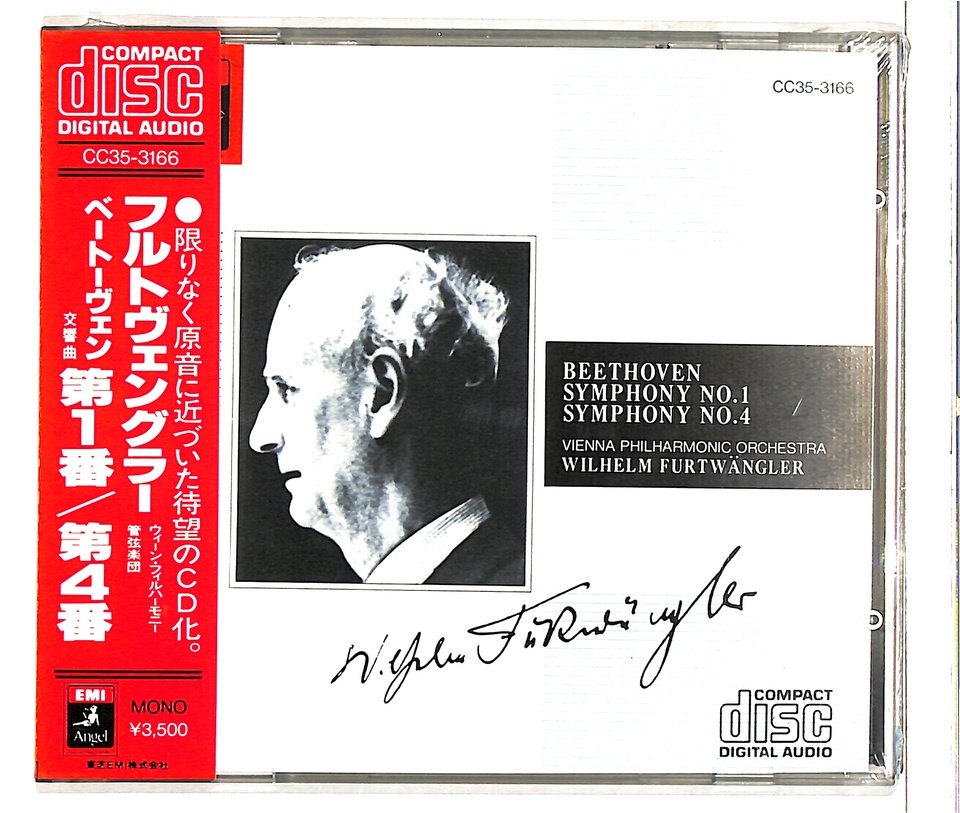 COMPACT
disc
DIGITAL AUDIO
CC35-3166
●限りなく原音に近づいた待望のCD化。
フルトヴェングラー
ウィーン・フィルハーモニー
管弦楽団
ベートーヴェン
交響曲
第1番/第4番
EMI
Angel
MONO
¥3,500
東芝EMI株式会社
CC35-3166
BEETHOVEN
SYMPHONY NO.1
SYMPHONY NO.4
VIENNA PHILHARMONIC ORCHESTRA
WILHELM FURTWÄNGLER
Wilhelm Furtwängler
COMPACT
disc
DIGITAL AUDIO